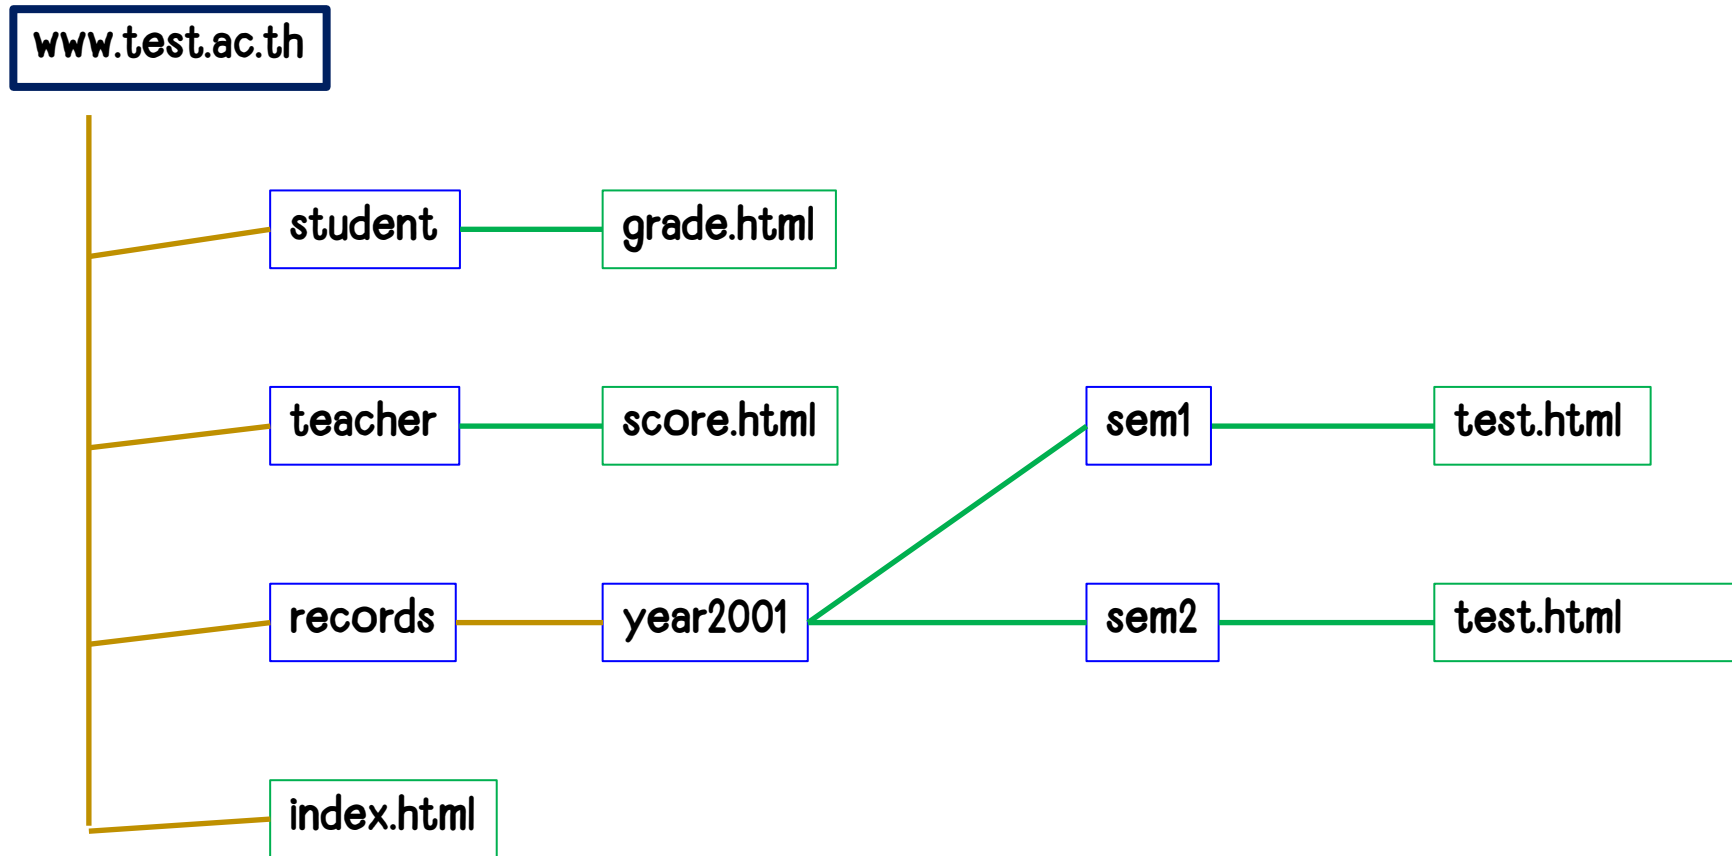 www.test.ac.th
student
grade.html
teacher
score.html
sem1
test.html
records
year2001
sem2
test.html
index.html